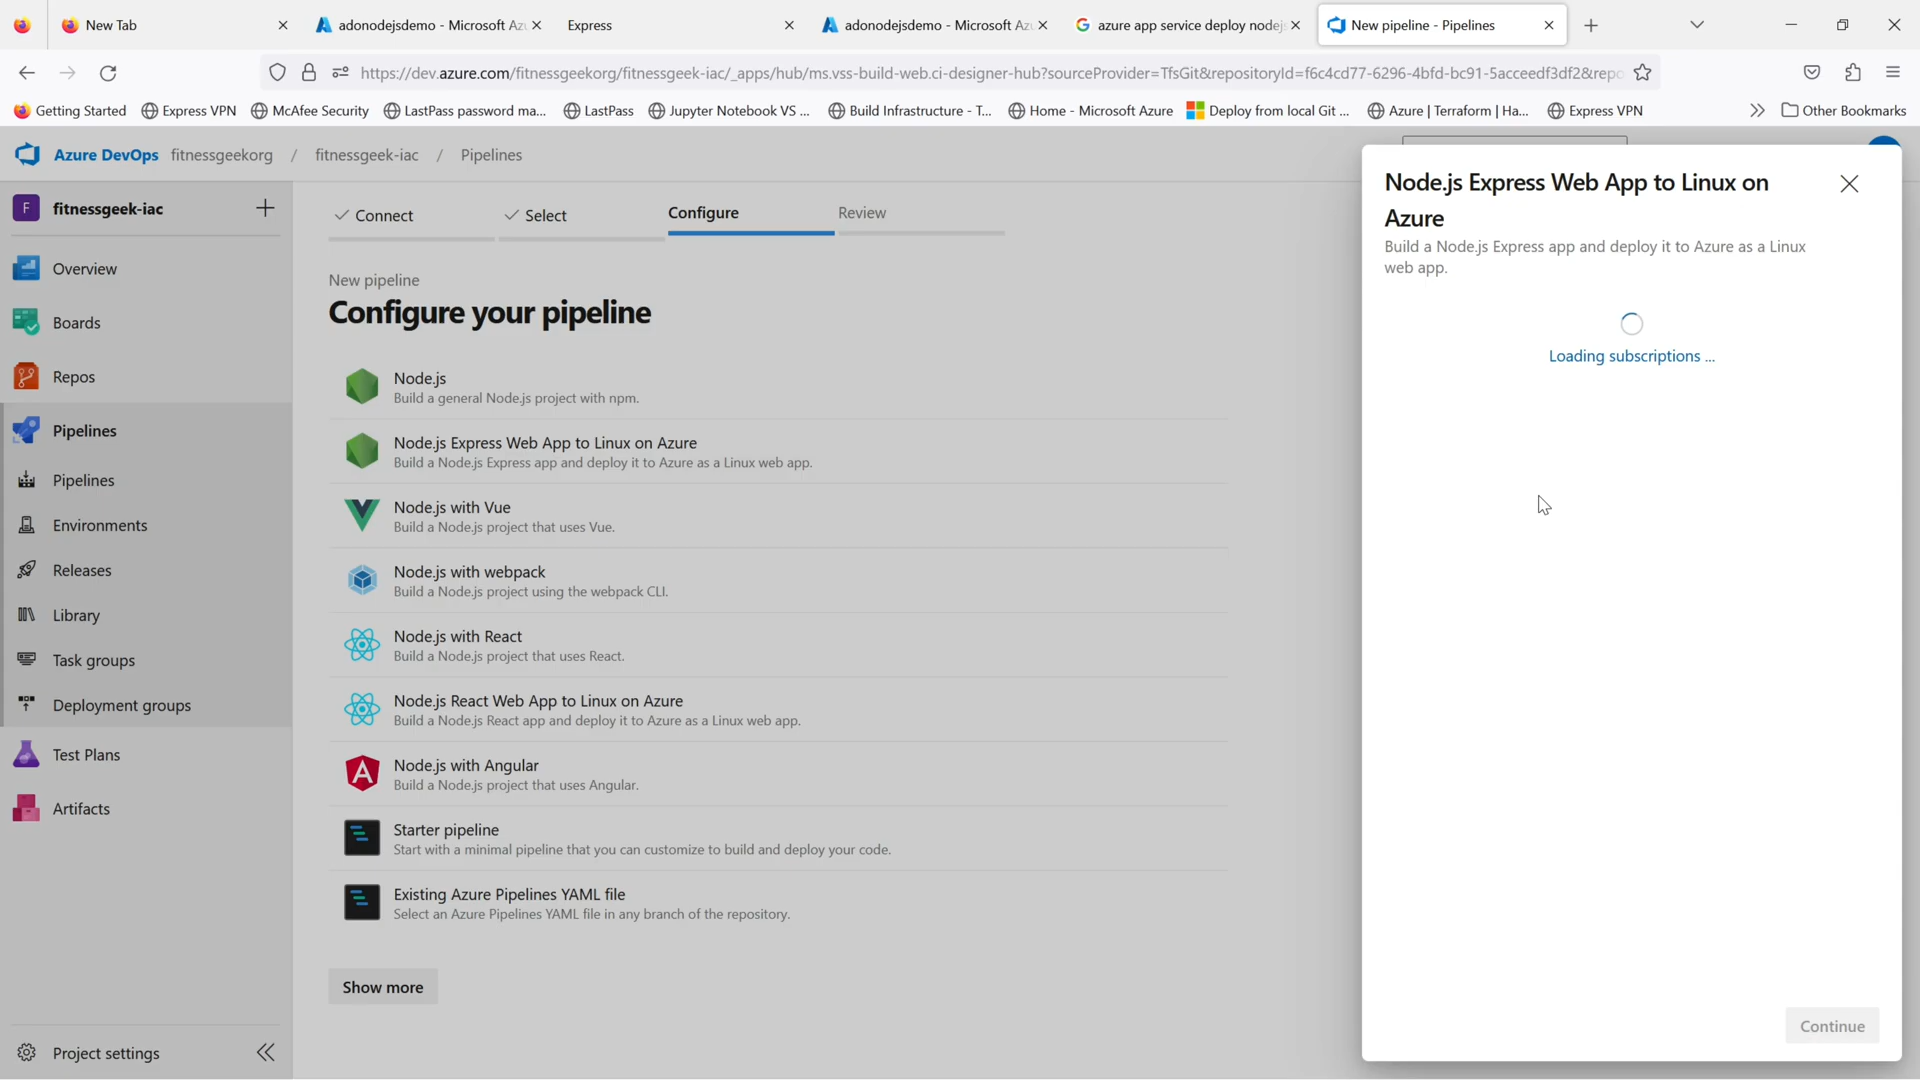 New Tab
adonodejsdemo - Microsoft Az
Express
adonodejsdemo - Microsoft Az
azure app service deploy nodejs
New pipeline - Pipelines
https://dev.azure.com/fitnessgeekorg/fitnessgeek-iac/_apps/hub/ms.vss-build-web.ci-designer-hub?sourceProvider=TfsGit&repositoryId=f6c4cd77-6296-4bfd-bc91-5acceedf3df2&repo
Getting Started
Express VPN
McAfee Security
LastPass password ma...
LastPass
Jupyter Notebook VS ...
Build Infrastructure - T...
Home - Microsoft Azure
Deploy from local Git ...
Azure | Terraform | Ha...
Express VPN
Other Bookmarks
Azure DevOps fitnessgeekorg / fitnessgeek-iac / Pipelines
F fitnessgeek-iac
Overview
Boards
Repos
Pipelines
Pipelines
Environments
Releases
Library
Task groups
Deployment groups
Test Plans
Artifacts
Project settings
Connect
Select
Configure
Review
New pipeline
Configure your pipeline
Node.js
Build a general Node.js project with npm.
Node.js Express Web App to Linux on Azure
Build a Node.js Express app and deploy it to Azure as a Linux web app.
Node.js with Vue
Build a Node.js project that uses Vue.
Node.js with webpack
Build a Node.js project using the webpack CLI.
Node.js with React
Build a Node.js project that uses React.
Node.js React Web App to Linux on Azure
Build a Node.js React app and deploy it to Azure as a Linux web app.
Node.js with Angular
Build a Node.js project that uses Angular.
Starter pipeline
Start with a minimal pipeline that you can customize to build and deploy your code.
Existing Azure Pipelines YAML file
Select an Azure Pipelines YAML file in any branch of the repository.
Show more
Node.js Express Web App to Linux on
Azure
Build a Node.js Express app and deploy it to Azure as a Linux
web app.
Loading subscriptions ...
Continue